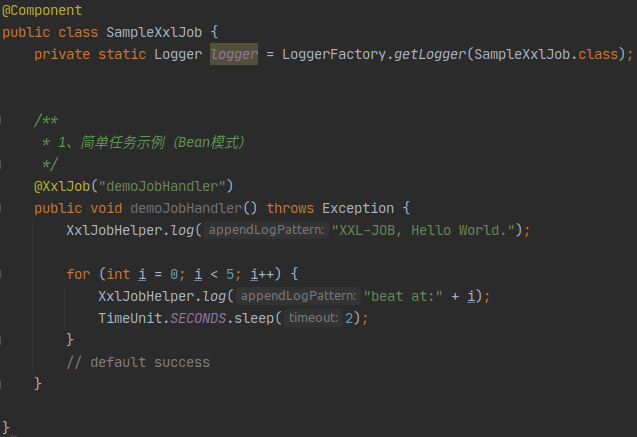 @Component
public class SampleXxlJob {
    private static Logger logger = LoggerFactory.getLogger(SampleXxlJob.class);
    /**
     * 1、简单任务示例（Bean模式）
     */
    @XxlJob("demoJobHandler")
    public void demoJobHandler() throws Exception {
        XxlJobHelper.log( appendLogPattern: "XXL-JOB, Hello World.");
        for (int i = 0; i < 5; i++) {
            XxlJobHelper.log( appendLogPattern: "beat at:" + i);
            TimeUnit.SECONDS.sleep( timeout: 2);
        }
        // default success
    }
}